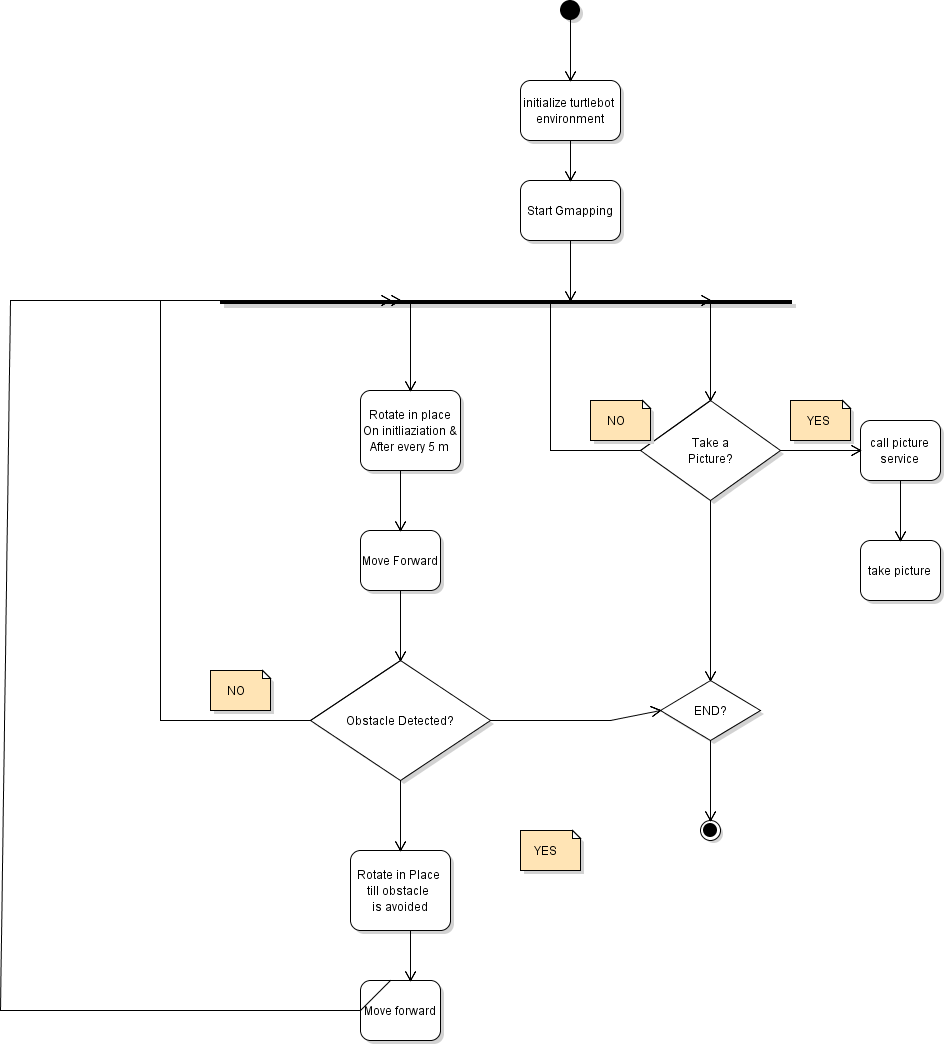 initialize turtlebot
environment
Start Gmapping
Rotate in place
On initliaziation &
After every 5 m
NO
Take a
Picture?
YES
call picture
service
Move Forward
take picture
NO
Obstacle Detected?
END?
YES
Rotate in Place
till obstacle
is avoided
Move forward